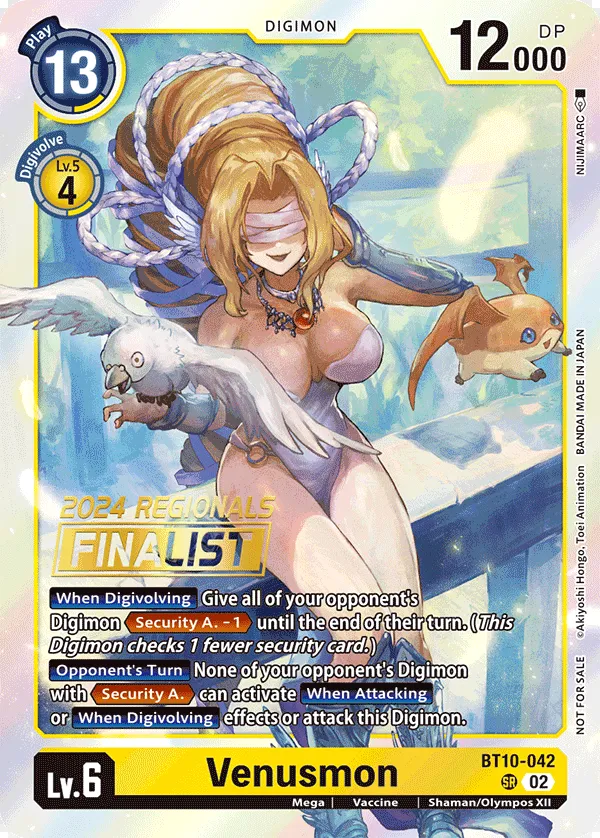 DIGIMON
Play
13
12000
DP
Digivolve
Lv.5
4
NIJIMAARC
BANDAI MADE IN JAPAN
©Akiyoshi Hongo, Toei Animation
NOT FOR SALE
2024 REGIONALS
FINALIST
When Digivolving Give all of your opponent's
Digimon Security A. -1 until the end of their turn. (This
Digimon checks 1 fewer security card.)
Opponent's Turn None of your opponent's Digimon
with Security A. can activate When Attacking
or When Digivolving effects or attack this Digimon.
BT10-042
Lv.6
Venusmon
SR 02
Mega | Vaccine | Shaman/Olympos XII